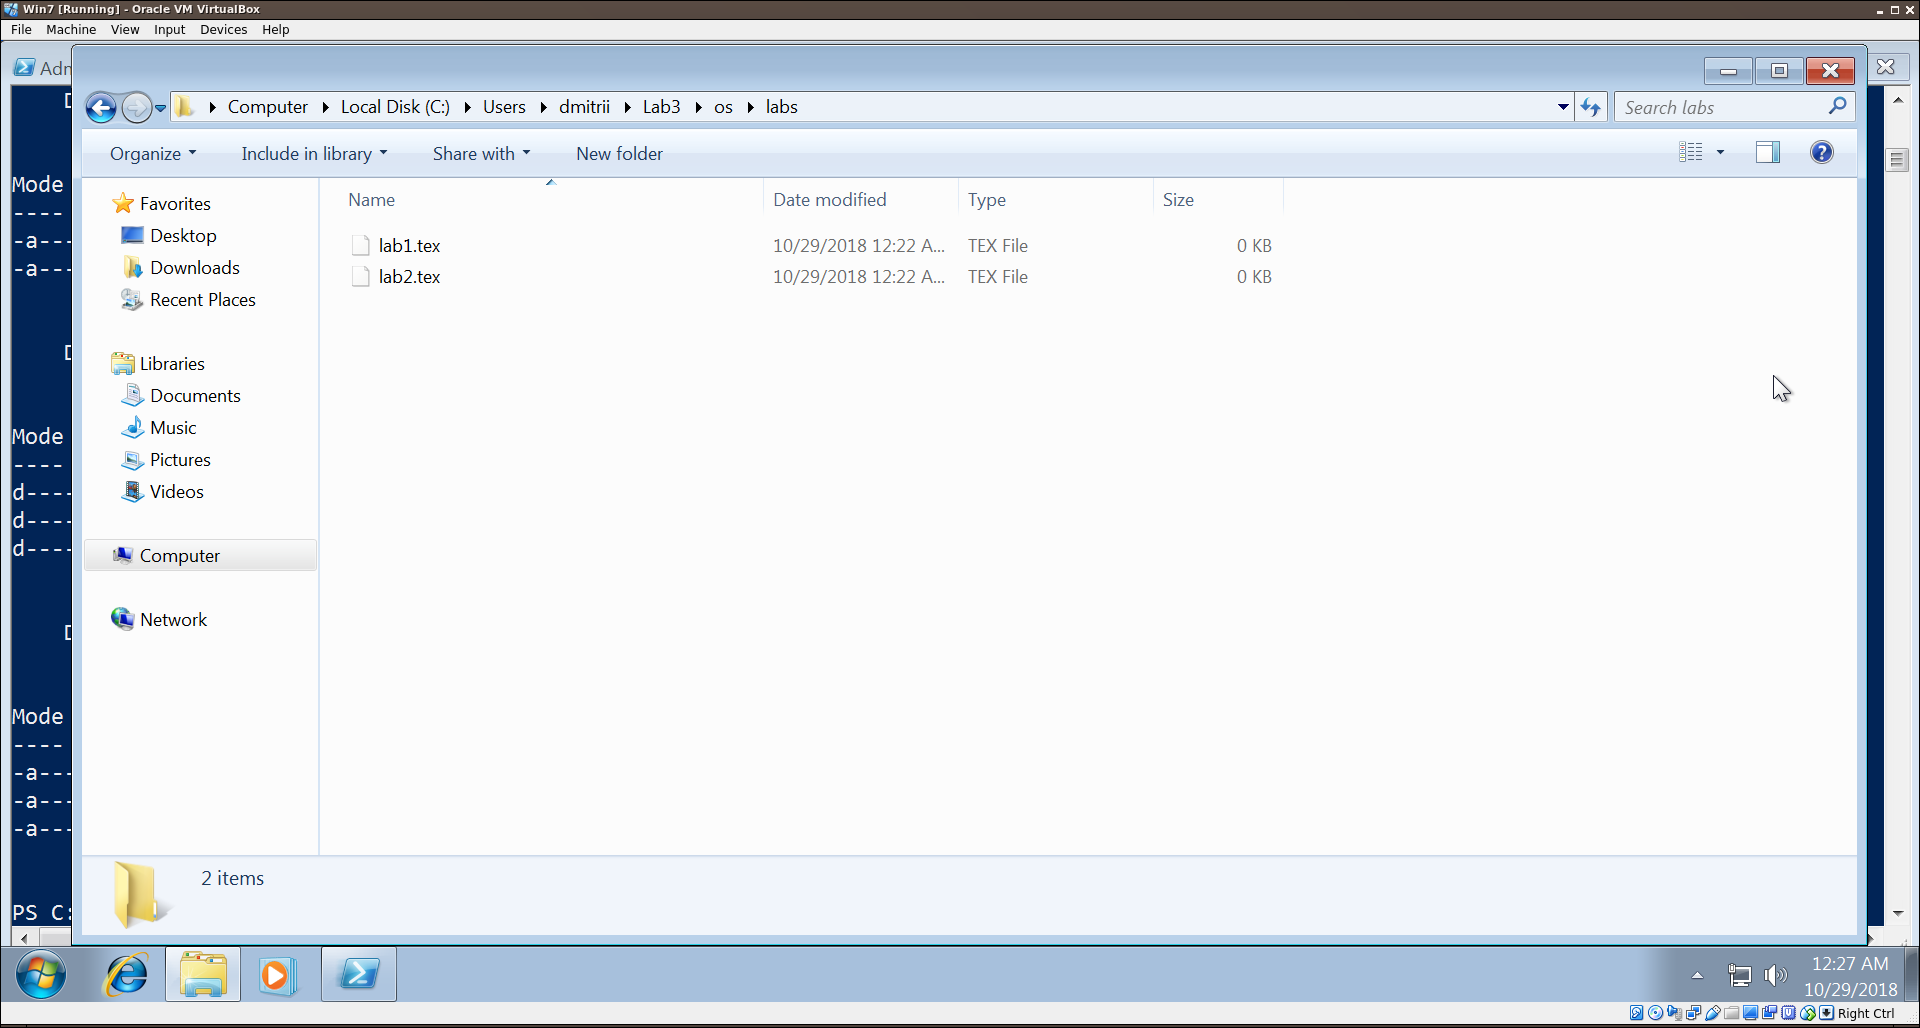 Win7 [Running] - Oracle VM VirtualBox
File Machine View Input Devices Help
Adm
Computer Local Disk (C:) Users dmitrii Lab3 os labs
Search labs
Organize Include in library Share with New folder
Name Date modified Type Size
lab1.tex 10/29/2018 12:22 A... TEX File 0 KB
lab2.tex 10/29/2018 12:22 A... TEX File 0 KB
Favorites
Desktop
Downloads
Recent Places
Libraries
Documents
Music
Pictures
Videos
Computer
Network
2 items
Mode
----
-a---
-a---
Mode
----
d----
d----
d----
Mode
----
-a---
-a---
-a---
PS C:
12:27 AM
10/29/2018
Right Ctrl